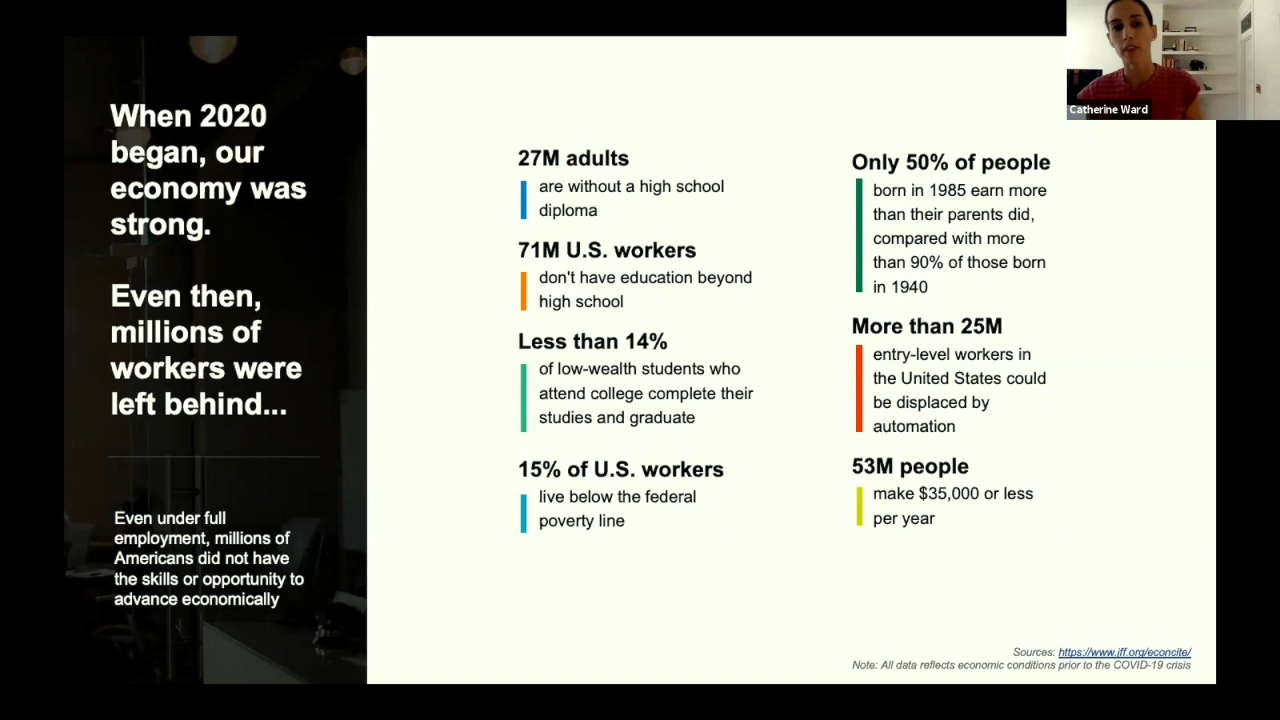 When 2020
began, our
economy was
strong.
Even then,
millions of
workers were
left behind...
Even under full
employment, millions of
Americans did not have
the skills or opportunity to
advance economically
27M adults
are without a high school
diploma
71M U.S. workers
don't have education beyond
high school
Less than 14%
of low-wealth students who
attend college complete their
studies and graduate
15% of U.S. workers
live below the federal
poverty line
Only 50% of people
born in 1985 earn more
than their parents did,
compared with more
than 90% of those born
in 1940
More than 25M
entry-level workers in
the United States could
be displaced by
automation
53M people
make $35,000 or less
per year
Sources: https://www.jff.org/econcite/
Note: All data reflects economic conditions prior to the COVID-19 crisis
Catherine Ward